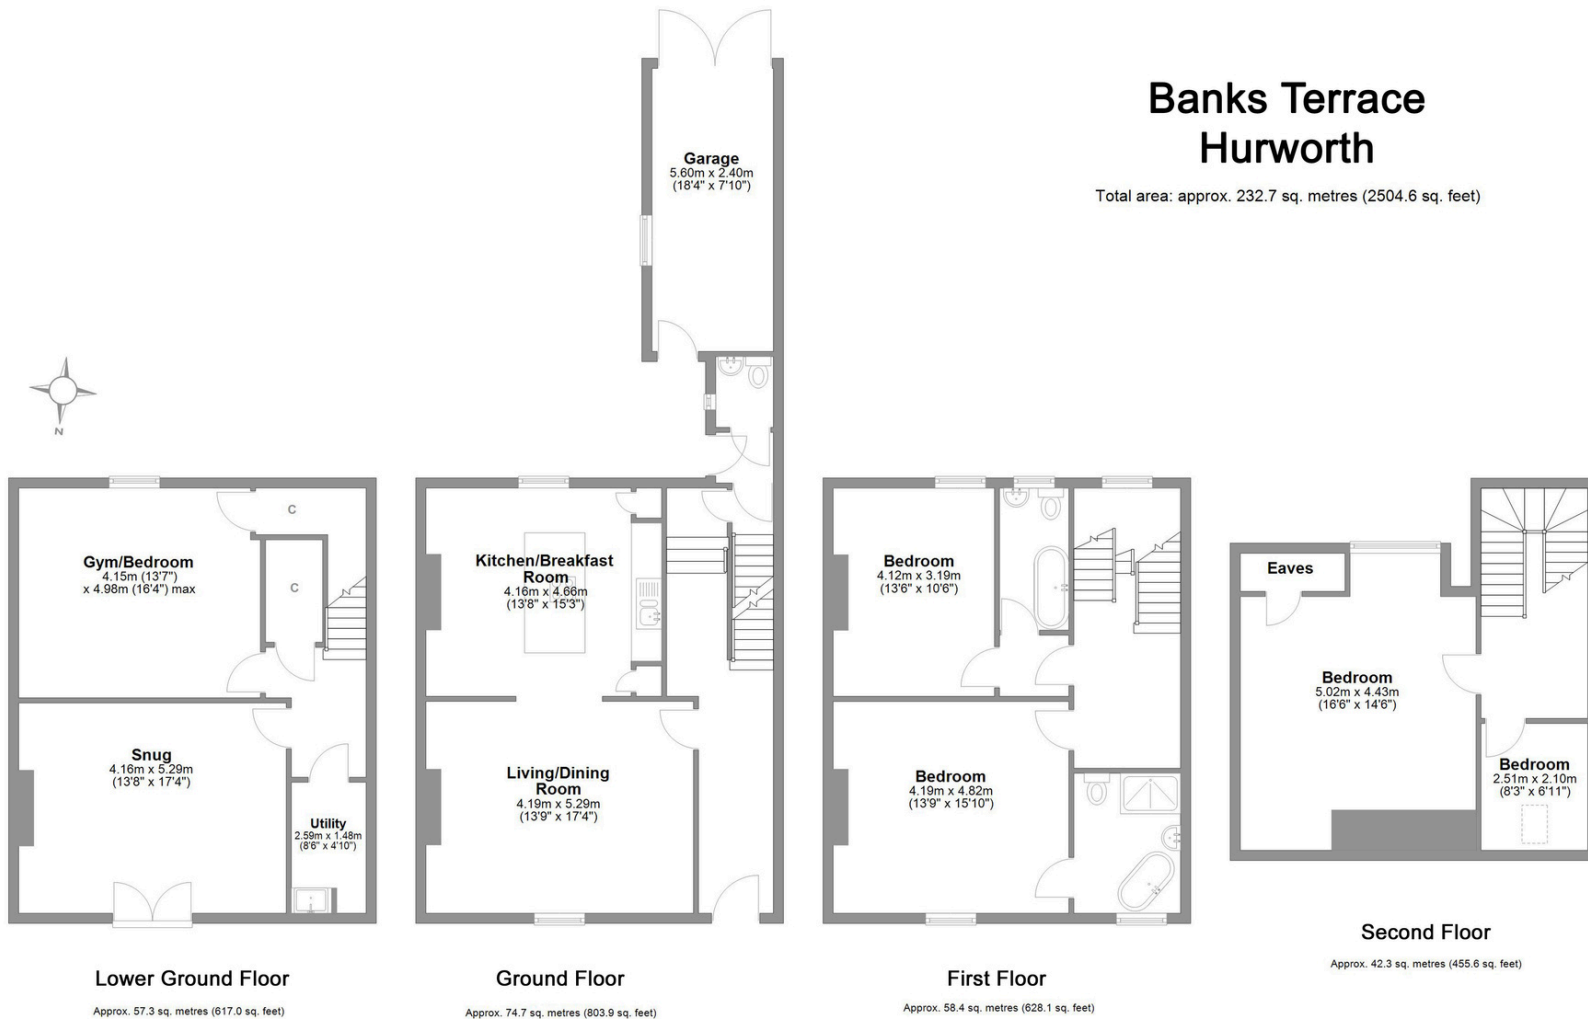 Banks Terrace
Hurworth
Total area: approx. 232.7 sq. metres (2504.6 sq. feet)
Garage
5.60m x 2.40m
(18'4" x 7'10")
N
Gym/Bedroom
4.15m (13'7")
x 4.98m (16'4") max
C
C
Snug
4.16m x 5.29m
(13'8" x 17'4")
Utility
2.59m x 1.48m
(8'6" x 4'10")
Lower Ground Floor
Approx. 57.3 sq. metres (617.0 sq. feet)
Kitchen/Breakfast
Room
4.16m x 4.66m
(13'8" x 15'3")
Living/Dining
Room
4.19m x 5.29m
(13'9" x 17'4")
Ground Floor
Approx. 74.7 sq. metres (803.9 sq. feet)
Bedroom
4.12m x 3.19m
(13'6" x 10'6")
Bedroom
4.19m x 4.82m
(13'9" x 15'10")
First Floor
Approx. 58.4 sq. metres (628.1 sq. feet)
Eaves
Bedroom
5.02m x 4.43m
(16'6" x 14'6")
Bedroom
2.51m x 2.10m
(8'3" x 6'11")
Second Floor
Approx. 42.3 sq. metres (455.6 sq. feet)